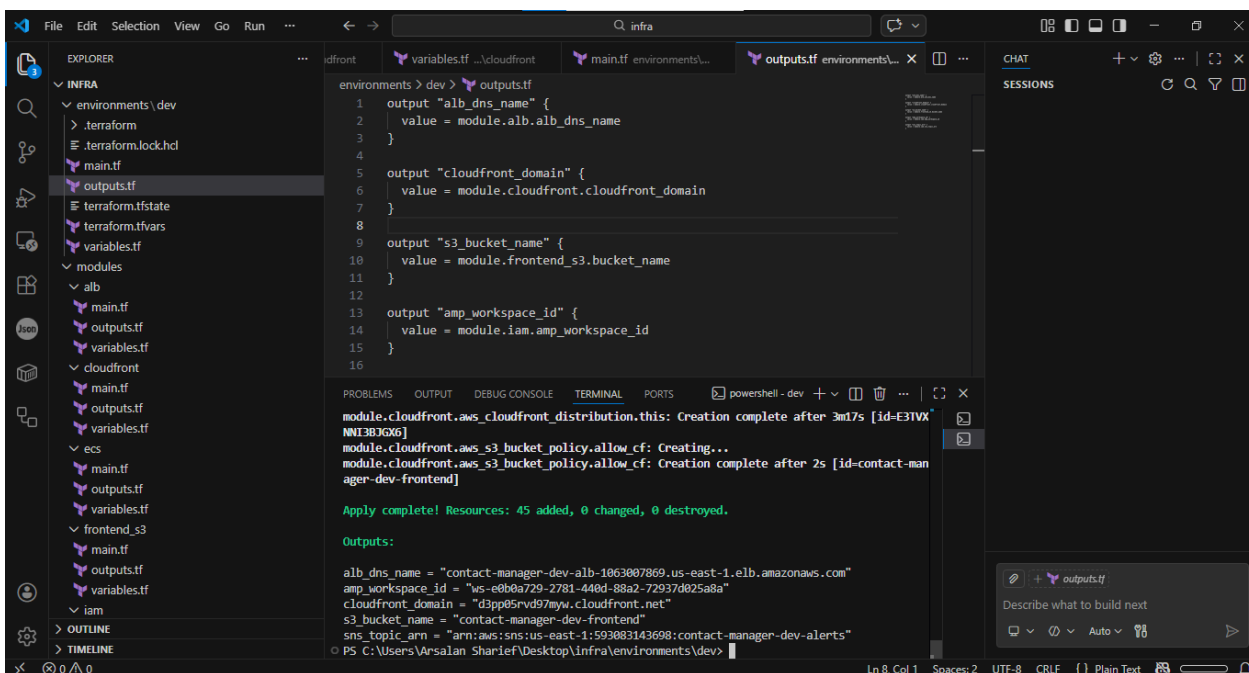 File Edit Selection View Go Run ···
infra
EXPLORER ···
INFRA
environments\dev
.terraform
.terraform.lock.hcl
main.tf
outputs.tf
terraform.tfstate
terraform.tfvars
variables.tf
modules
alb
main.tf
outputs.tf
variables.tf
cloudfront
main.tf
outputs.tf
variables.tf
ecs
main.tf
outputs.tf
variables.tf
frontend_s3
main.tf
outputs.tf
variables.tf
iam
OUTLINE
TIMELINE
3
Json
dfront variables.tf ...\cloudfront main.tf environments\... outputs.tf environments\... ···
environments > dev > outputs.tf
1 output "alb_dns_name" {
2 value = module.alb.alb_dns_name
3 }
4
5 output "cloudfront_domain" {
6 value = module.cloudfront.cloudfront_domain
7 }
8
9 output "s3_bucket_name" {
10 value = module.frontend_s3.bucket_name
11 }
12
13 output "amp_workspace_id" {
14 value = module.iam.amp_workspace_id
15 }
16
PROBLEMS OUTPUT DEBUG CONSOLE TERMINAL PORTS powershell - dev ···
module.cloudfront.aws_cloudfront_distribution.this: Creation complete after 3m17s [id=E3TVX
NNI3BJGX6]
module.cloudfront.aws_s3_bucket_policy.allow_cf: Creating...
module.cloudfront.aws_s3_bucket_policy.allow_cf: Creation complete after 2s [id=contact-man
ager-dev-frontend]
Apply complete! Resources: 45 added, 0 changed, 0 destroyed.
Outputs:
alb_dns_name = "contact-manager-dev-alb-1063007869.us-east-1.elb.amazonaws.com"
amp_workspace_id = "ws-e0b0a729-2781-440d-88a2-72937d025a8a"
cloudfront_domain = "d3pp05rvd97myw.cloudfront.net"
s3_bucket_name = "contact-manager-dev-frontend"
sns_topic_arn = "arn:aws:sns:us-east-1:593083143698:contact-manager-dev-alerts"
PS C:\Users\Arsalan Sharief\Desktop\infra\environments\dev>
CHAT ···
SESSIONS
outputs.tf
Describe what to build next
Auto
0 0 Ln 8, Col 1 Spaces: 2 UTF-8 CRLF {} Plain Text